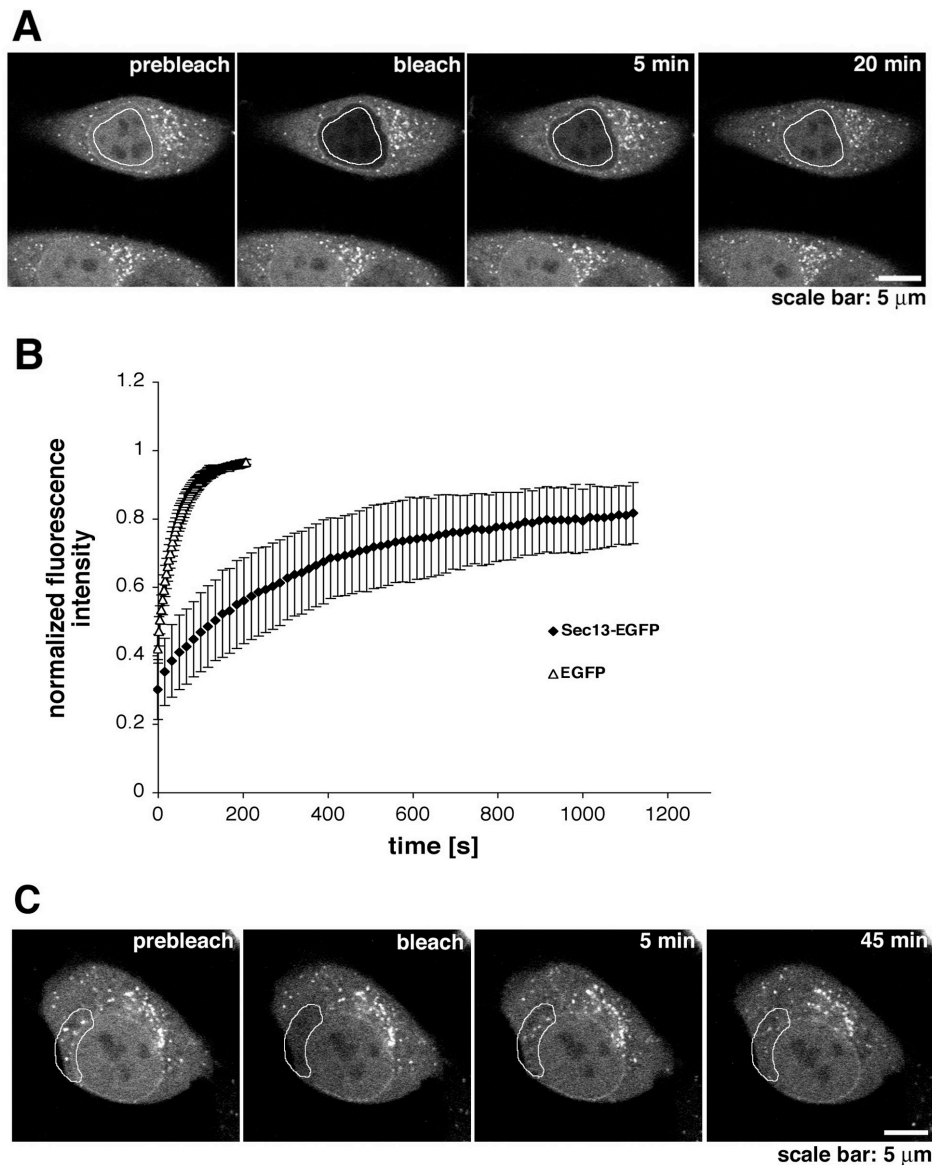 A
prebleach
bleach
5 min
20 min
scale bar: 5 μm
B
normalized fluorescence
intensity
1.2
1
0.8
0.6
0.4
0.2
0
0
200
400
600
800
1000
1200
time [s]
Sec13-EGFP
EGFP
C
prebleach
bleach
5 min
45 min
scale bar: 5 μm